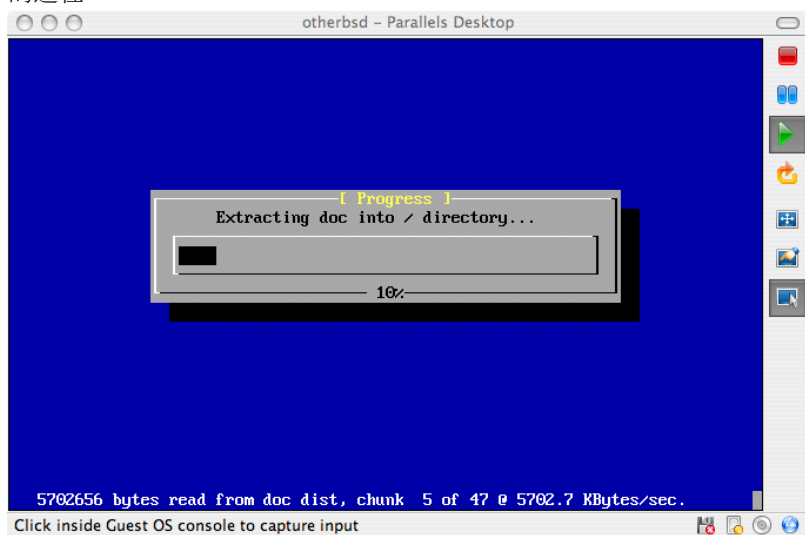 otherbsd – Parallels Desktop
[ Progress ]
Extracting doc into / directory...
10%
5702656 bytes read from doc dist, chunk 5 of 47 @ 5702.7 KBytes/sec.
Click inside Guest OS console to capture input